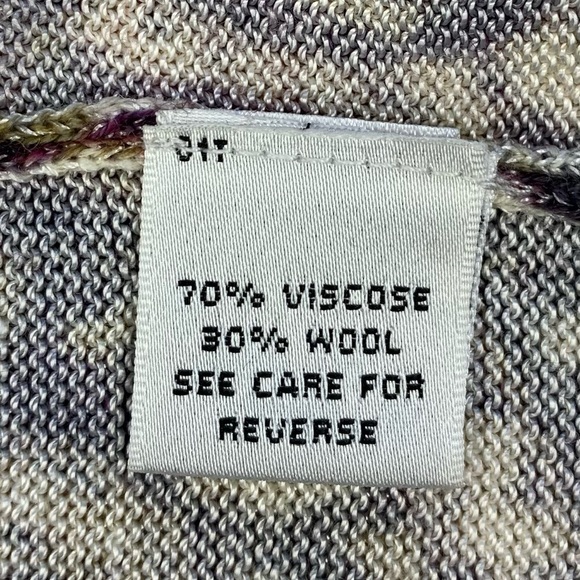 70% VISCOSE
30% WOOL
SEE CARE FOR
REVERSE